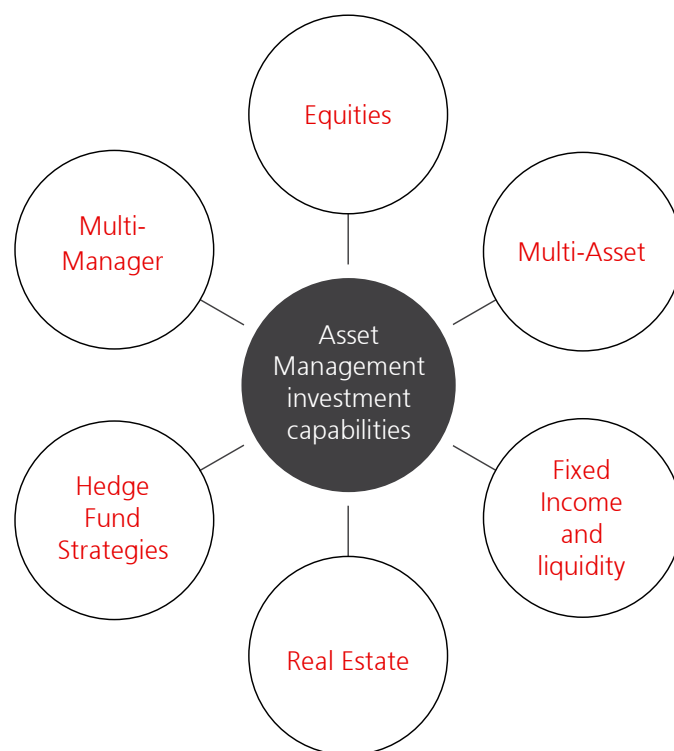 Equities
Multi-
Manager
Multi-Asset
Asset
Management
investment
capabilities
Hedge
Fund
Strategies
Fixed
Income
and
liquidity
Real Estate